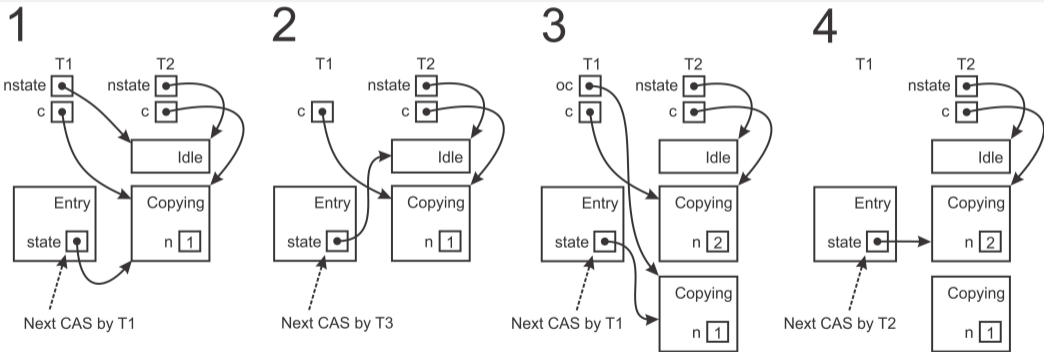 1 2 3 4
T1 T2 T1 T2 T1 T2 T1 T2
nstate nstate nstate oc nstate nstate
c c c c c c c
Idle Idle Idle Idle
Entry Copying Entry Copying Entry Copying Entry Copying
state n 1 state n 1 state n 2 state n 2
Copying Copying
Next CAS by T1 Next CAS by T3 Next CAS by T1 n 1 Next CAS by T2 n 1